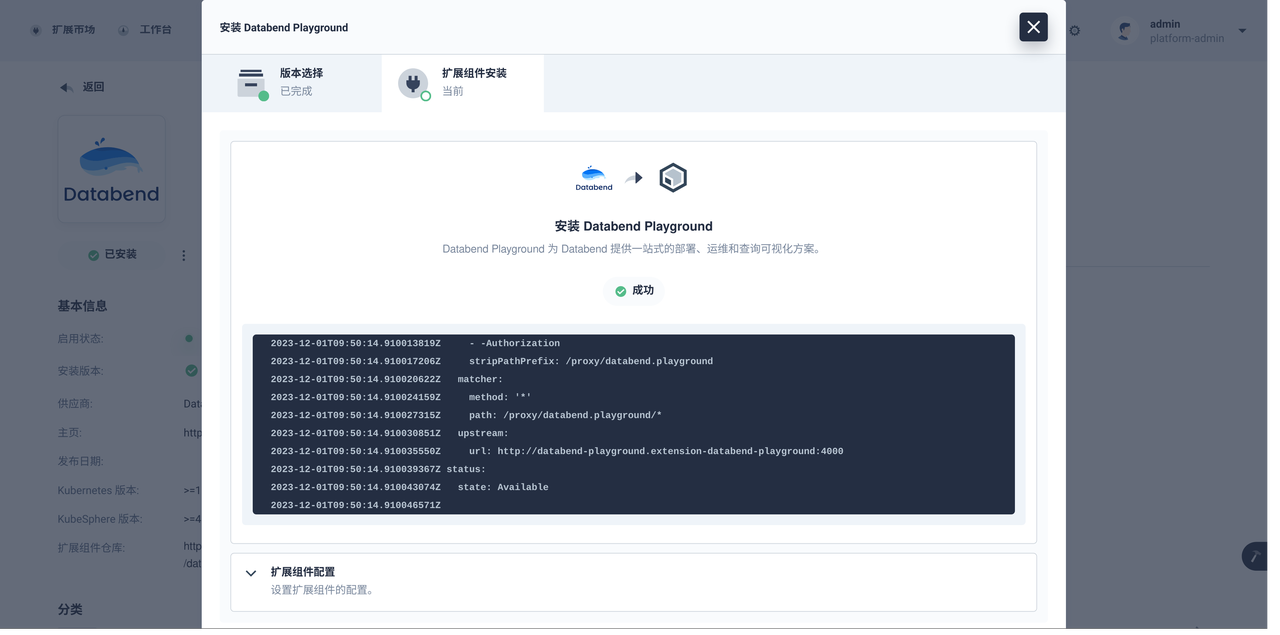 扩展市场
工作台
安装 Databend Playground
admin
platform-admin
返回
版本选择
已完成
扩展组件安装
当前
Databend
Databend
安装 Databend Playground
Databend Playground 为 Databend 提供一站式的部署、运维和查询可视化方案。
已安装
成功
基本信息
启用状态:
安装版本:
供应商: Data
主页: http
发布日期:
Kubernetes 版本: >=1
KubeSphere 版本: >=4
扩展组件仓库: http
/dat
分类
2023-12-01T09:50:14.910013819Z     - -Authorization
2023-12-01T09:50:14.910017206Z     stripPathPrefix: /proxy/databend.playground
2023-12-01T09:50:14.910020622Z   matcher:
2023-12-01T09:50:14.910024159Z     method: '*'
2023-12-01T09:50:14.910027315Z     path: /proxy/databend.playground/*
2023-12-01T09:50:14.910030851Z   upstream:
2023-12-01T09:50:14.910035550Z     url: http://databend-playground.extension-databend-playground:4000
2023-12-01T09:50:14.910039367Z status:
2023-12-01T09:50:14.910043074Z   state: Available
2023-12-01T09:50:14.910046571Z
扩展组件配置
设置扩展组件的配置。